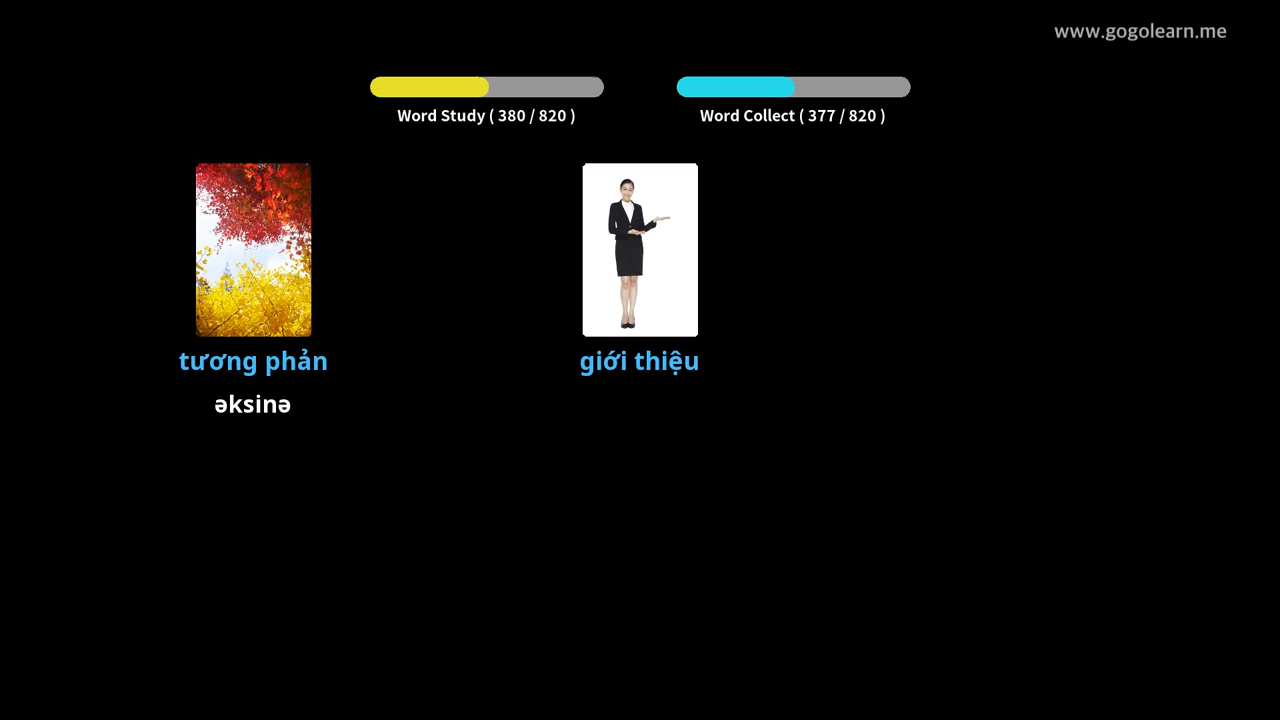 www.gogolearn.me
Word Study ( 380 / 820 )
Word Collect ( 377 / 820 )
tương phản
əksinə
giới thiệu